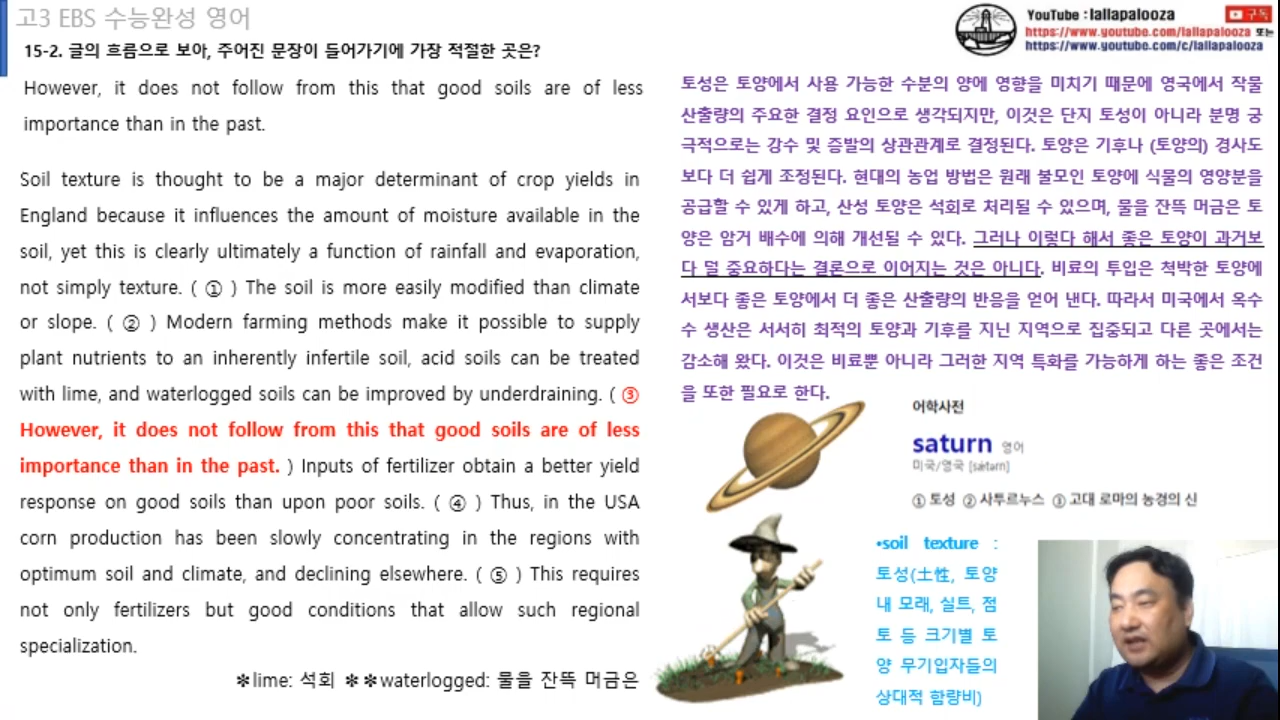 고3 EBS 수능완성 영어
15-2. 글의 흐름으로 보아, 주어진 문장이 들어가기에 가장 적절한 곳은?
However, it does not follow from this that good soils are of less
importance than in the past.
Soil texture is thought to be a major determinant of crop yields in
England because it influences the amount of moisture available in the
soil, yet this is clearly ultimately a function of rainfall and evaporation,
not simply texture. ( ① ) The soil is more easily modified than climate
or slope. ( ② ) Modern farming methods make it possible to supply
plant nutrients to an inherently infertile soil, acid soils can be treated
with lime, and waterlogged soils can be improved by underdraining. ( ③
However, it does not follow from this that good soils are of less
importance than in the past. ) Inputs of fertilizer obtain a better yield
response on good soils than upon poor soils. ( ④ ) Thus, in the USA
corn production has been slowly concentrating in the regions with
optimum soil and climate, and declining elsewhere. ( ⑤ ) This requires
not only fertilizers but good conditions that allow such regional
specialization.
✻lime: 석회 ✻✻waterlogged: 물을 잔뜩 머금은
YouTube : lallapalooza
구독
https://www.youtube.com/lallapalooza 또는
https://www.youtube.com/c/lallapalooza
토성은 토양에서 사용 가능한 수분의 양에 영향을 미치기 때문에 영국에서 작물
산출량의 주요한 결정 요인으로 생각되지만, 이것은 단지 토성이 아니라 분명 궁
극적으로는 강수 및 증발의 상관관계로 결정된다. 토양은 기후나 (토양의) 경사도
보다 더 쉽게 조정된다. 현대의 농업 방법은 원래 불모인 토양에 식물의 영양분을
공급할 수 있게 하고, 산성 토양은 석회로 처리될 수 있으며, 물을 잔뜩 머금은 토
양은 암거 배수에 의해 개선될 수 있다. 그러나 이렇다 해서 좋은 토양이 과거보
다 덜 중요하다는 결론으로 이어지는 것은 아니다. 비료의 투입은 척박한 토양에
서보다 좋은 토양에서 더 좋은 산출량의 반응을 얻어 낸다. 따라서 미국에서 옥수
수 생산은 서서히 최적의 토양과 기후를 지닌 지역으로 집중되고 다른 곳에서는
감소해 왔다. 이것은 비료뿐 아니라 그러한 지역 특화를 가능하게 하는 좋은 조건
을 또한 필요로 한다.
어학사전
saturn 영어
미국/영국 [sǽtərn]
① 토성 ② 사투르누스 ③ 고대 로마의 농경의 신
•soil texture :
토성(土性, 토양
내 모래, 실트, 점
토 등 크기별 토
양 무기입자들의
상대적 함량비)